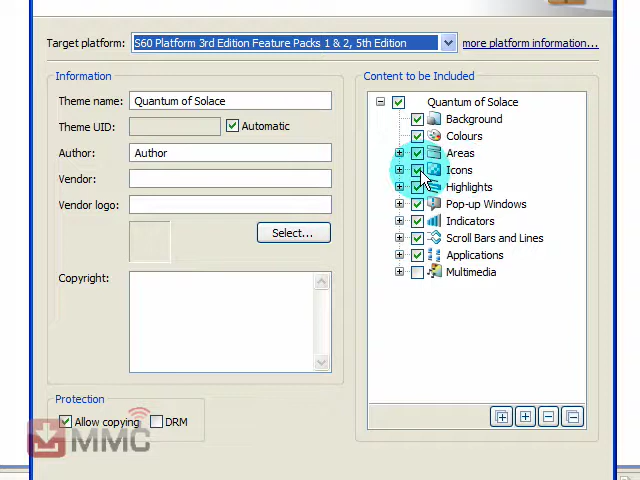 Target platform: S60 Platform 3rd Edition Feature Packs 1 & 2, 5th Edition more platform information...
Information
Theme name: Quantum of Solace
Theme UID: Automatic
Author: Author
Vendor:
Vendor logo:
Select...
Copyright:
Protection
Allow copying DRM
MMC
Content to be Included
Quantum of Solace
Background
Colours
Areas
Icons
Highlights
Pop-up Windows
Indicators
Scroll Bars and Lines
Applications
Multimedia